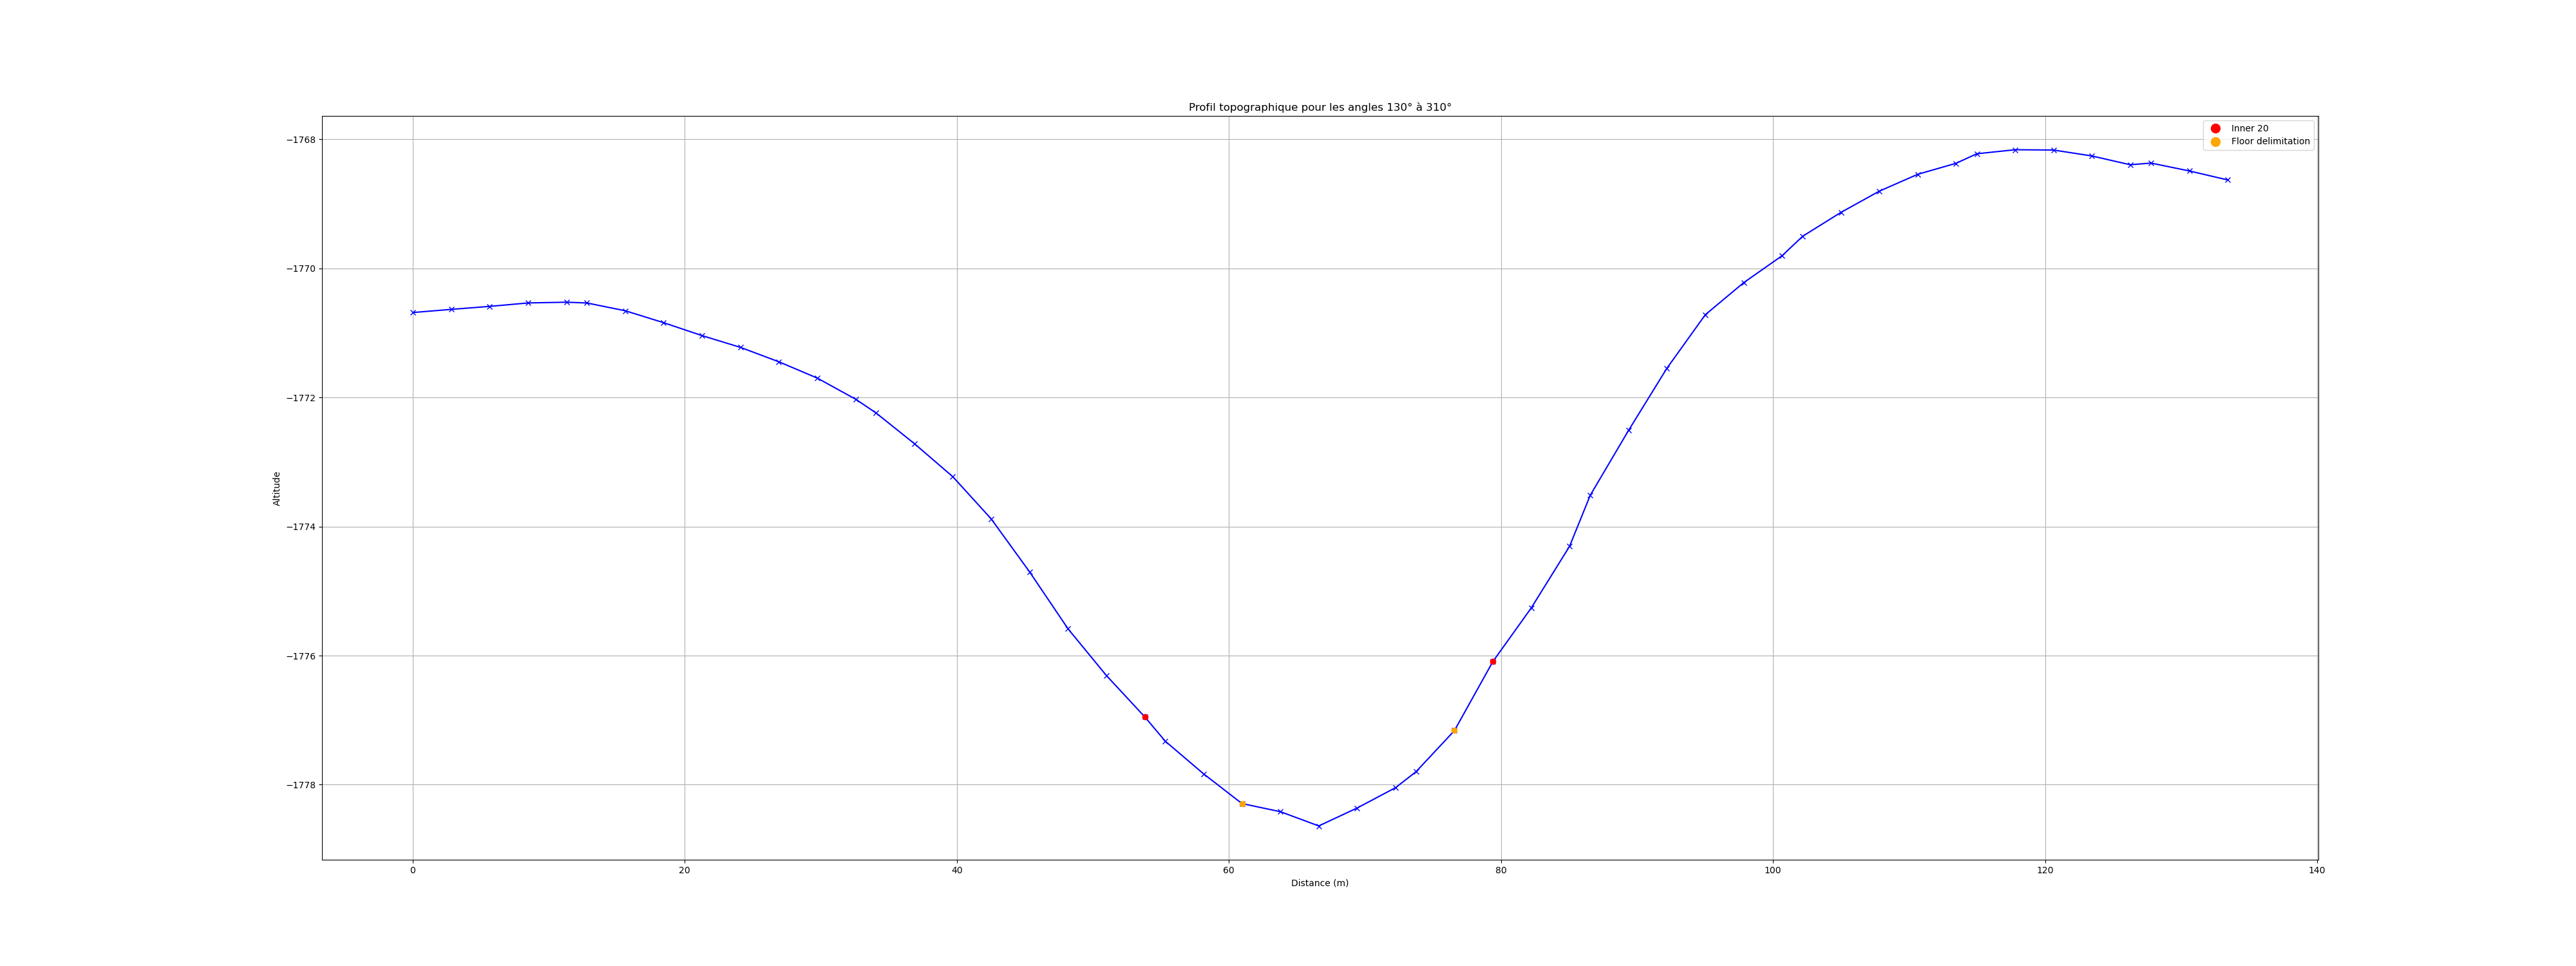 Profil topographique pour les angles 130° à 310°
Inner 20
Floor delimitation
−1768
−1770
−1772
−1774
−1776
−1778
Altitude
0 20 40 60 80 100 120 140
Distance (m)